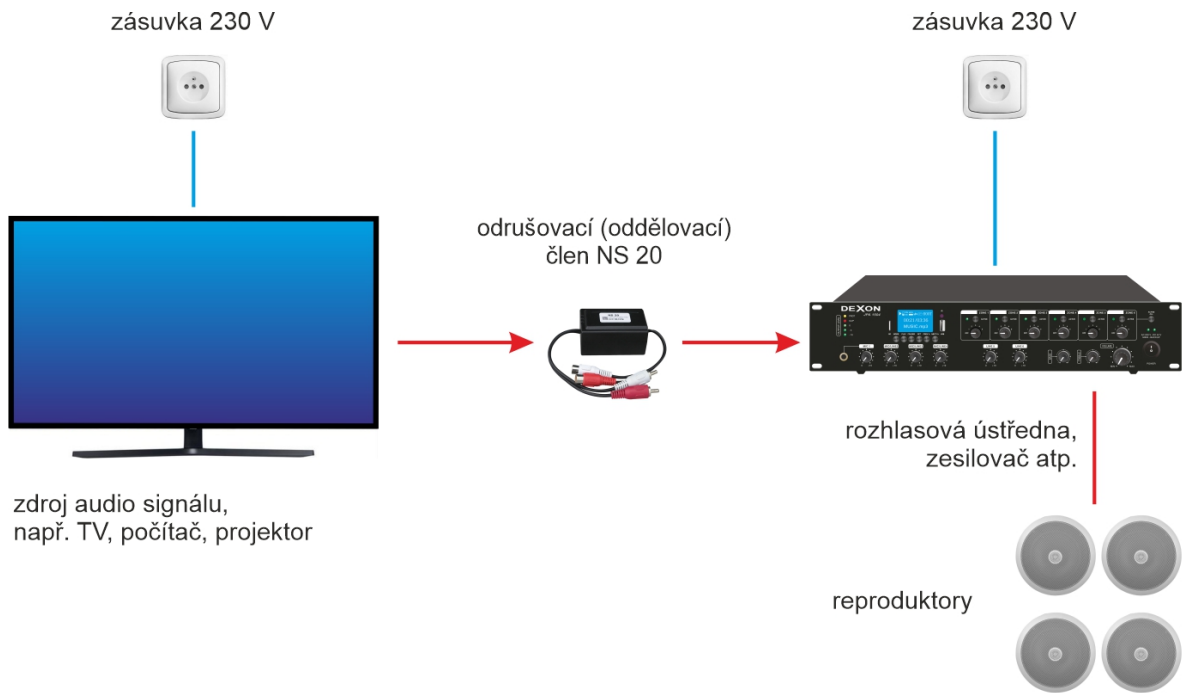 zásuvka 230 V
zásuvka 230 V
odrušovací (oddělovací)
člen NS 20
DEXON
rozhlasová ústředna,
zesilovač atp.
zdroj audio signálu,
např. TV, počítač, projektor
reproduktory